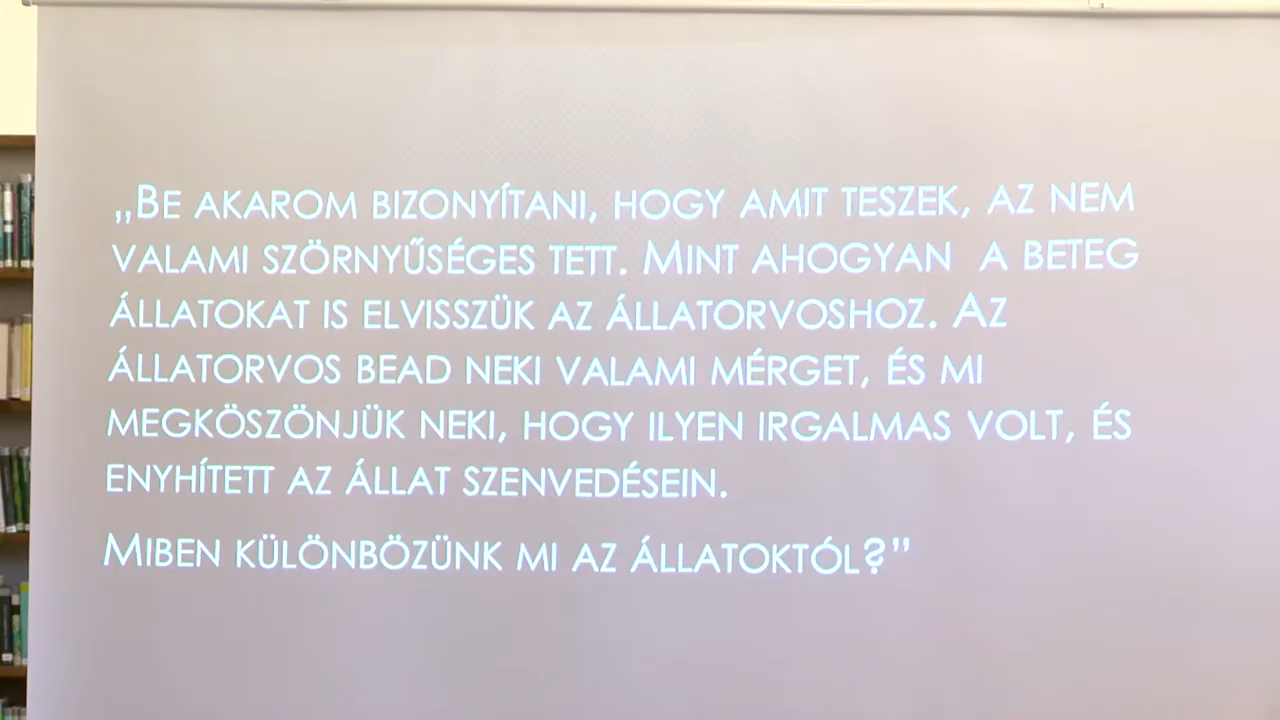 „Be akarom bizonyítani, hogy amit teszek, az nem
valami szörnyűséges tett. Mint ahogyan a beteg
állatokat is elvisszük az állatorvoshoz. Az
állatorvos bead neki valami mérget, és mi
megköszönjük neki, hogy ilyen irgalmas volt, és
enyhített az állat szenvedésein.
Miben különbözünk mi az állatoktól?”